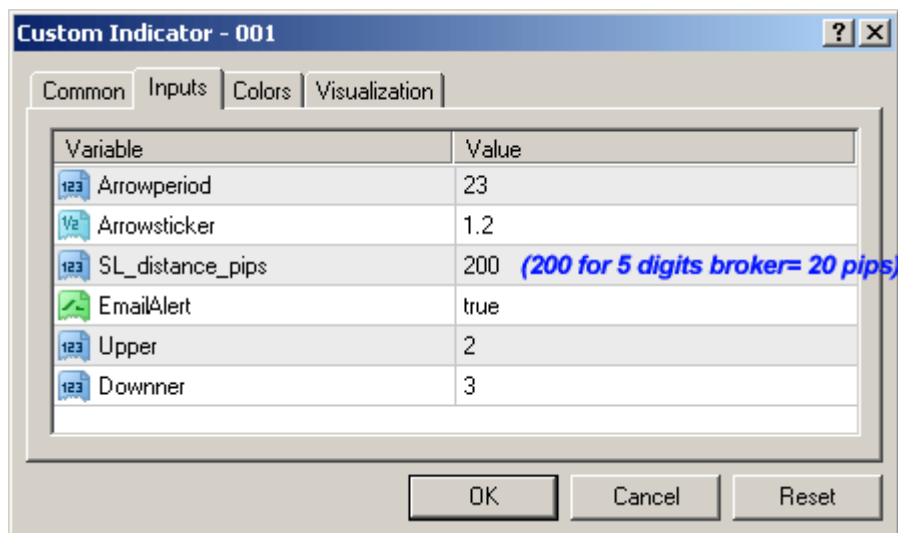 Custom Indicator - 001
Common Inputs Colors Visualization
Variable Value
Arrowperiod 23
Arrowsticker 1.2
SL_distance_pips 200 (200 for 5 digits broker= 20 pips)
EmailAlert true
Upper 2
Downner 3
OK Cancel Reset